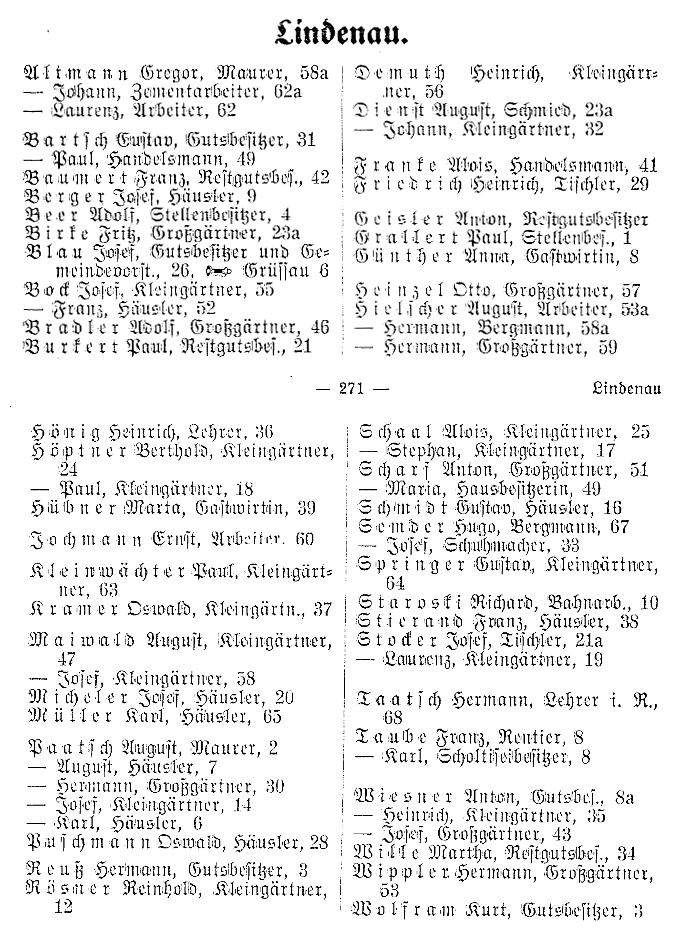 Lindenau.
Altmann Gregor, Maurer, 58a
— Johann, Zementarbeiter, 62a
— Laurenz, Arbeiter, 62
Bartsch Gustav, Gutsbesitzer, 31
— Paul, Handelsmann, 49
Baumert Franz, Restgutsbes., 42
Berger Josef, Häusler, 9
Beer Adolf, Stellenbesitzer, 4
Birke Fritz, Großgärtner, 23a
Blau Josef, Gutsbesitzer und Ge-
meindevorst., 26, Grüssau 6
Bock Josef, Kleingärtner, 55
— Franz, Häusler, 52
Bradler Adolf, Großgärtner, 46
Burkert Paul, Restgutsbes., 21
Demuth Heinrich, Kleingärt-
ner, 56
Dienst August, Schmied, 23a
— Johann, Kleingärtner, 32
Franke Alois, Handelsmann, 41
Friedrich Heinrich, Tischler, 29
Geisler Anton, Restgutsbesitzer
Grallert Paul, Stellenbes., 1
Günther Anna, Gastwirtin, 8
Heinzel Otto, Großgärtner, 57
Hielscher August, Arbeiter, 53a
— Hermann, Bergmann, 58a
— Hermann, Großgärtner, 59
— 271 — Lindenau
Hönig Heinrich, Lehrer, 36
Höptner Berthold, Kleingärtner,
24
— Paul, Kleingärtner, 18
Hübner Marta, Gastwirtin, 39
Jochmann Ernst, Arbeiter. 60
Kleinwächter Paul, Kleingärt-
ner, 63
Kramer Oswald, Kleingärtn., 37
Maiwald August, Kleingärtner,
47
— Josef, Kleingärtner, 58
Micheler Josef, Häusler, 20
Müller Karl, Häusler, 65
Paatsch August, Maurer, 2
— August, Häusler, 7
— Hermann, Großgärtner, 30
— Josef, Kleingärtner, 14
— Karl, Häusler, 6
Puschmann Oswald, Häusler, 28
Reuß Hermann, Gutsbesitzer, 3
Rösner Reinhold, Kleingärtner,
12
Schaal Alois, Kleingärtner, 25
— Stephan, Kleingärtner, 17
Scharf Anton, Großgärtner, 51
— Maria, Hausbesitzerin, 49
Schmidt Gustav, Häusler, 16
Semder Hugo, Bergmann, 67
— Josef, Schuhmacher, 33
Springer Gustav, Kleingärtner,
64
Staroski Richard, Bahnarb., 10
Stierand Franz, Häusler, 38
Stocker Josef, Tischler, 21a
— Laurenz, Kleingärtner, 19
Taatsch Hermann, Lehrer i. R.,
68
Taube Franz, Rentier, 8
— Karl, Scholtiseibesitzer, 8
Wiesner Anton, Gutsbes., 8a
— Heinrich, Kleingärtner, 35
— Josef, Großgärtner, 43
Wille Martha, Restgutsbes., 34
Wippler Hermann, Großgärtner,
53
Wolfram Kurt, Gutsbesitzer, 3